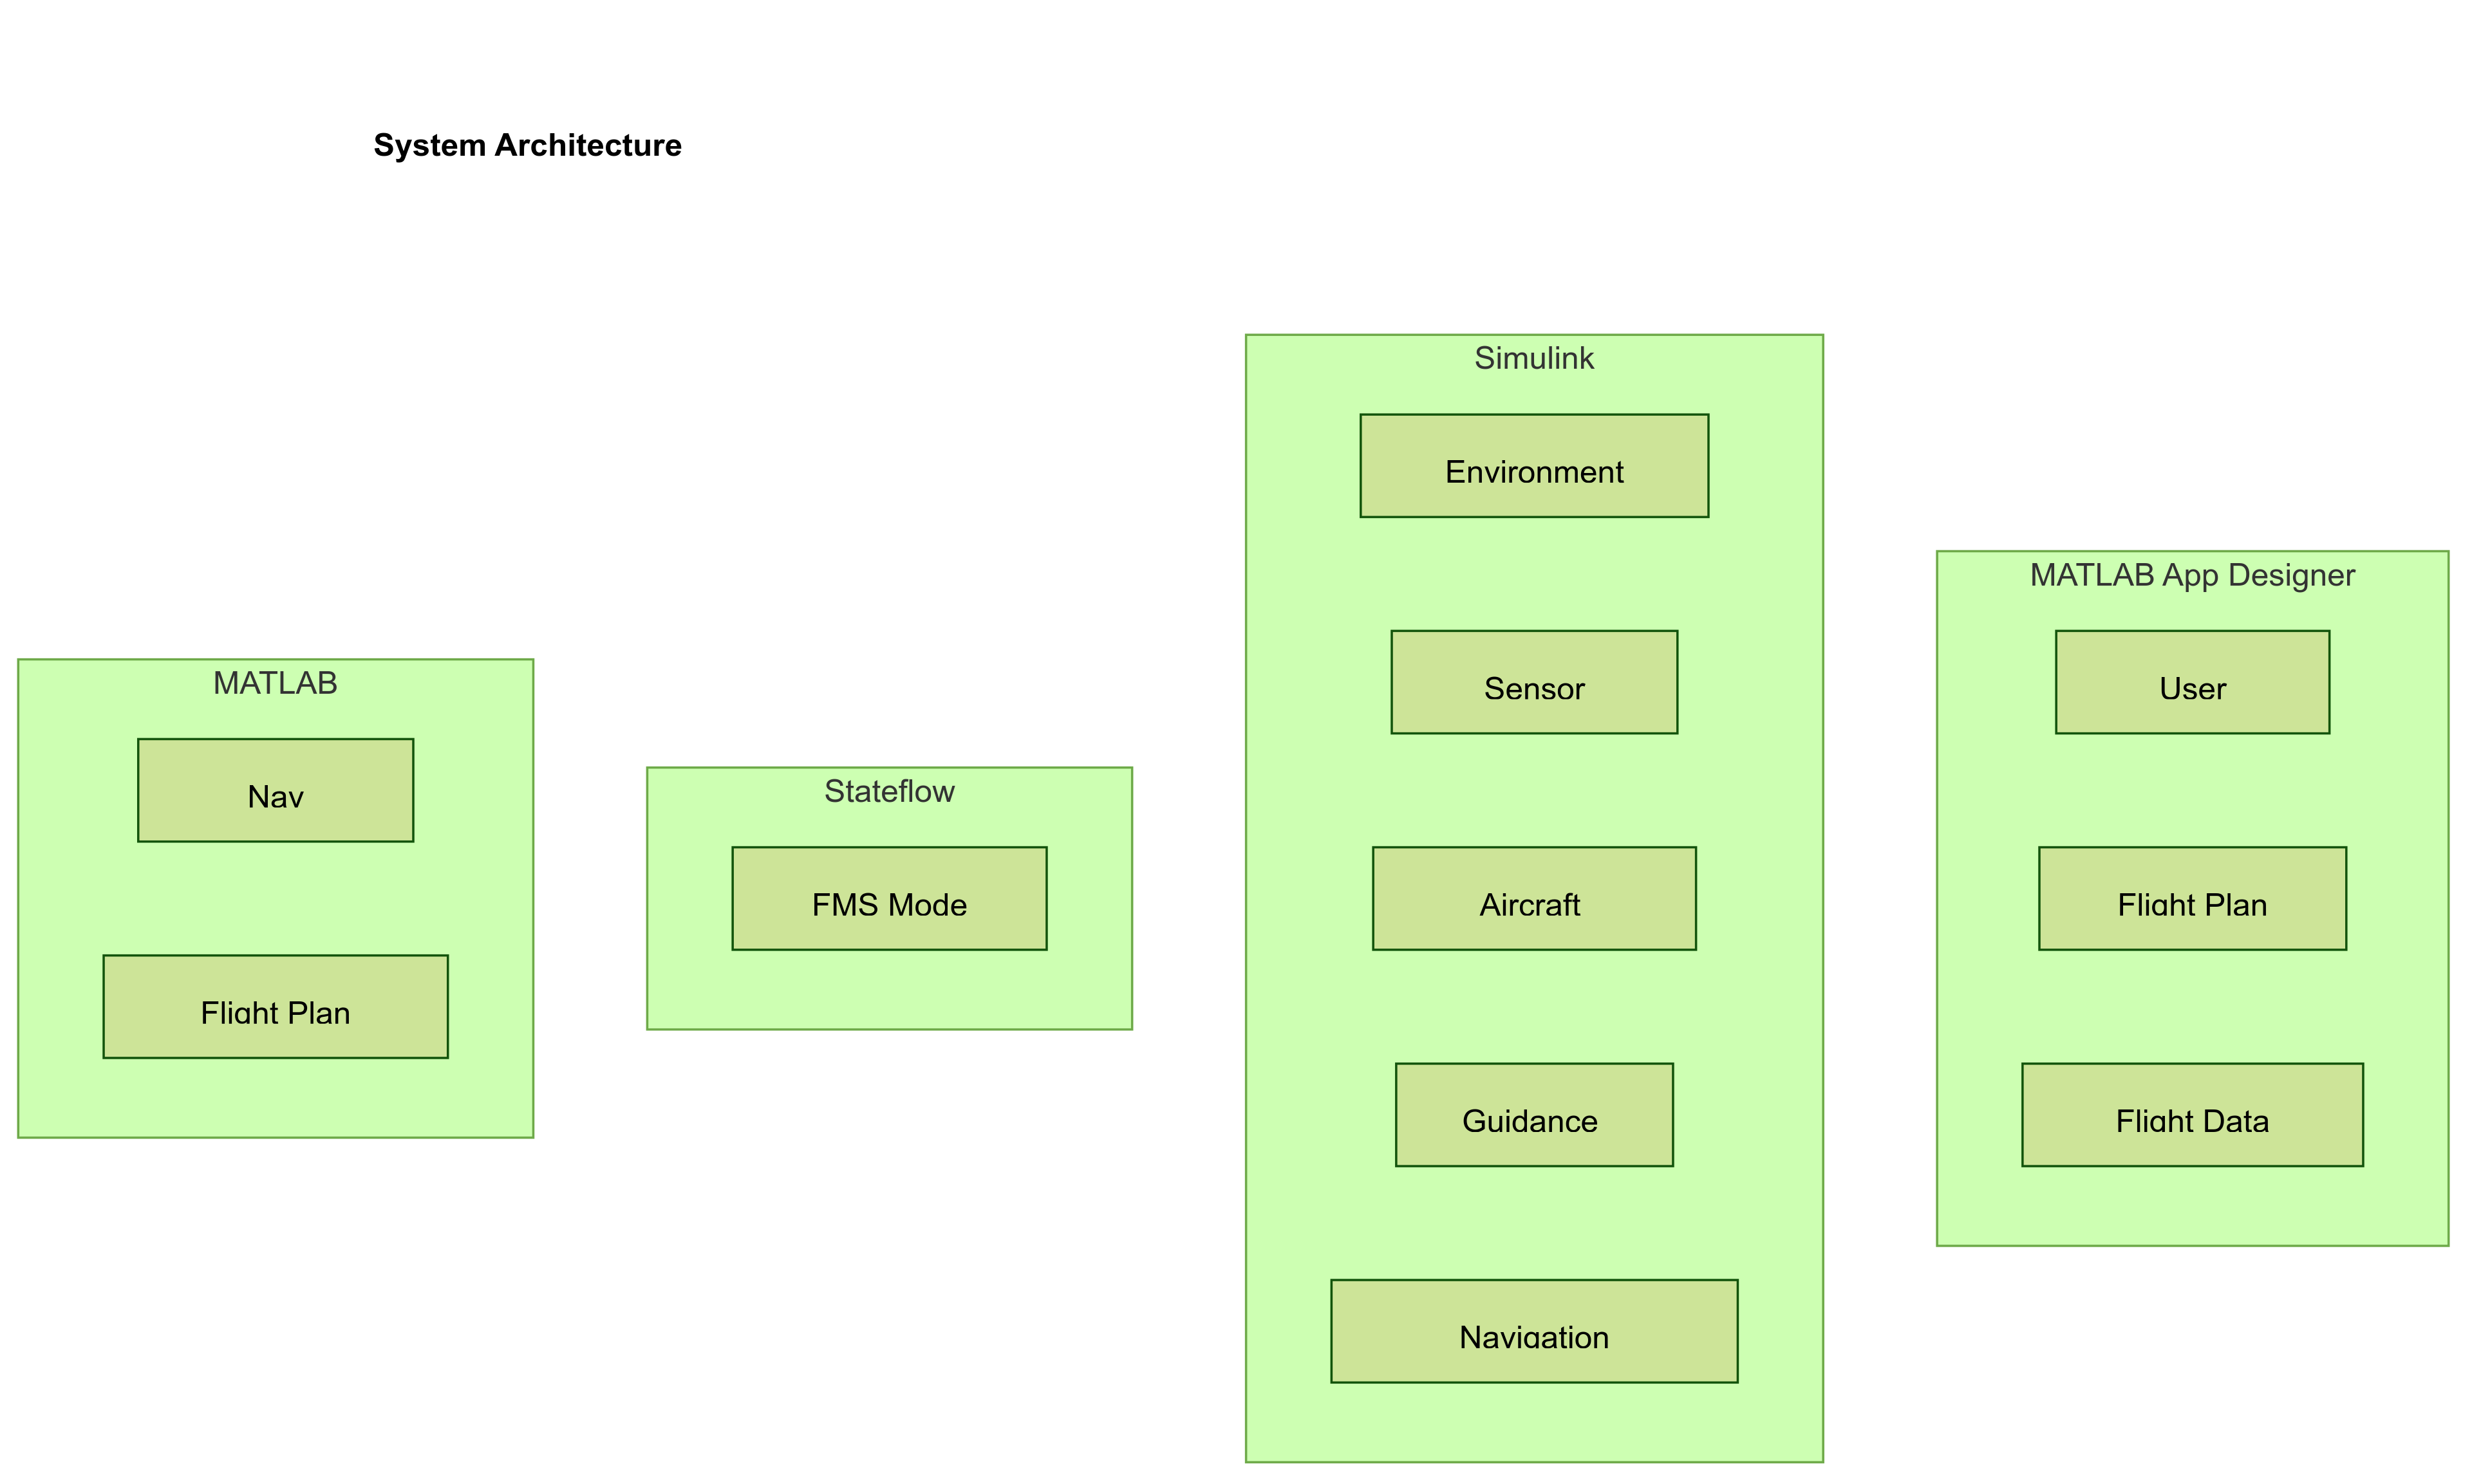 System Architecture
MATLAB
Nav
Flight Plan
Stateflow
FMS Mode
Simulink
Environment
Sensor
Aircraft
Guidance
Navigation
MATLAB App Designer
User
Flight Plan
Flight Data